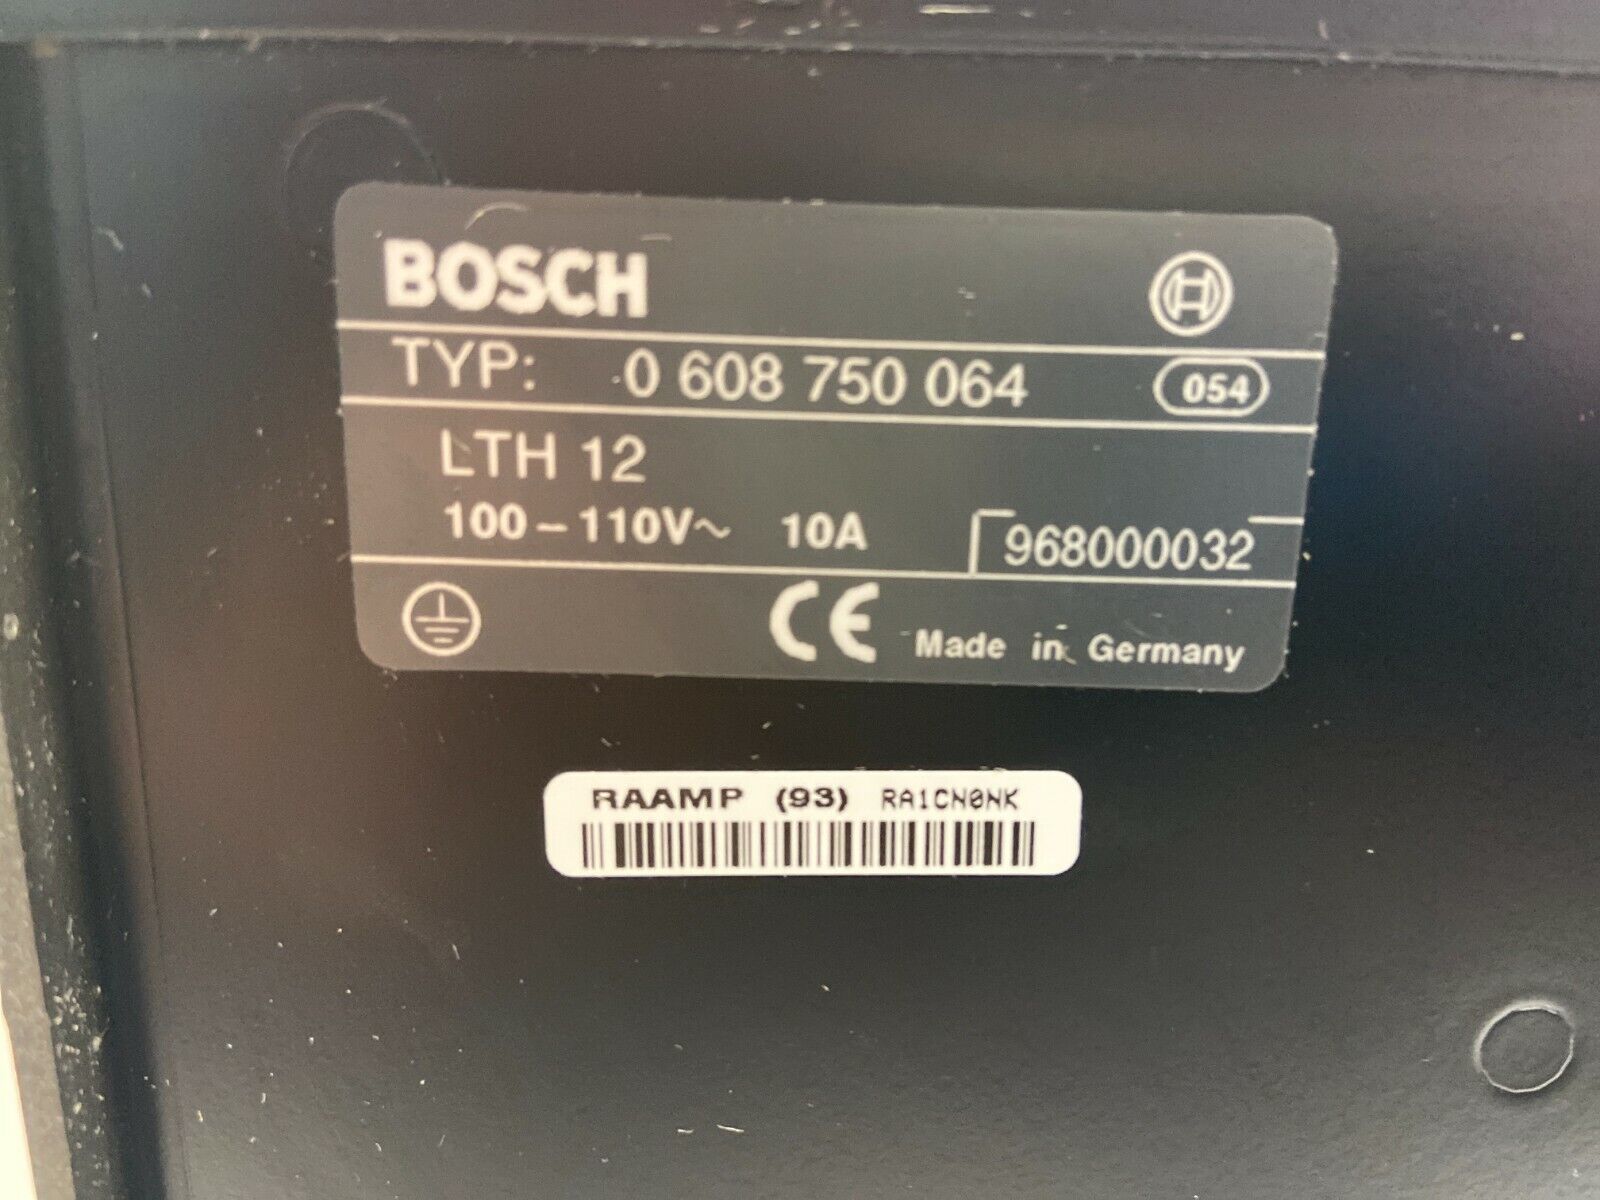 BOSCH
TYP: 0 608 750 064 054
LTH 12
100-110V~ 10A 968000032
CE Made in Germany
RAAMP (93) RA1CN0NK